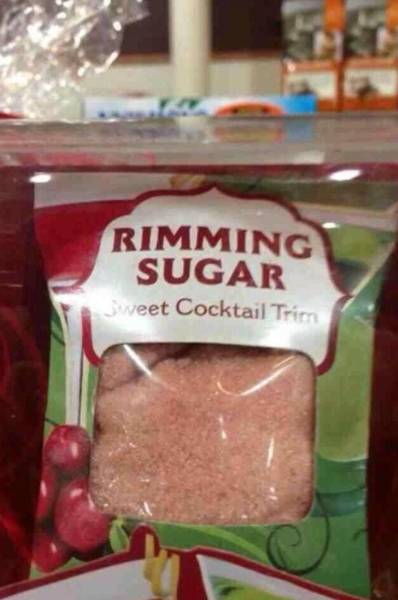 RIMMING
SUGAR
Sweet Cocktail Trim